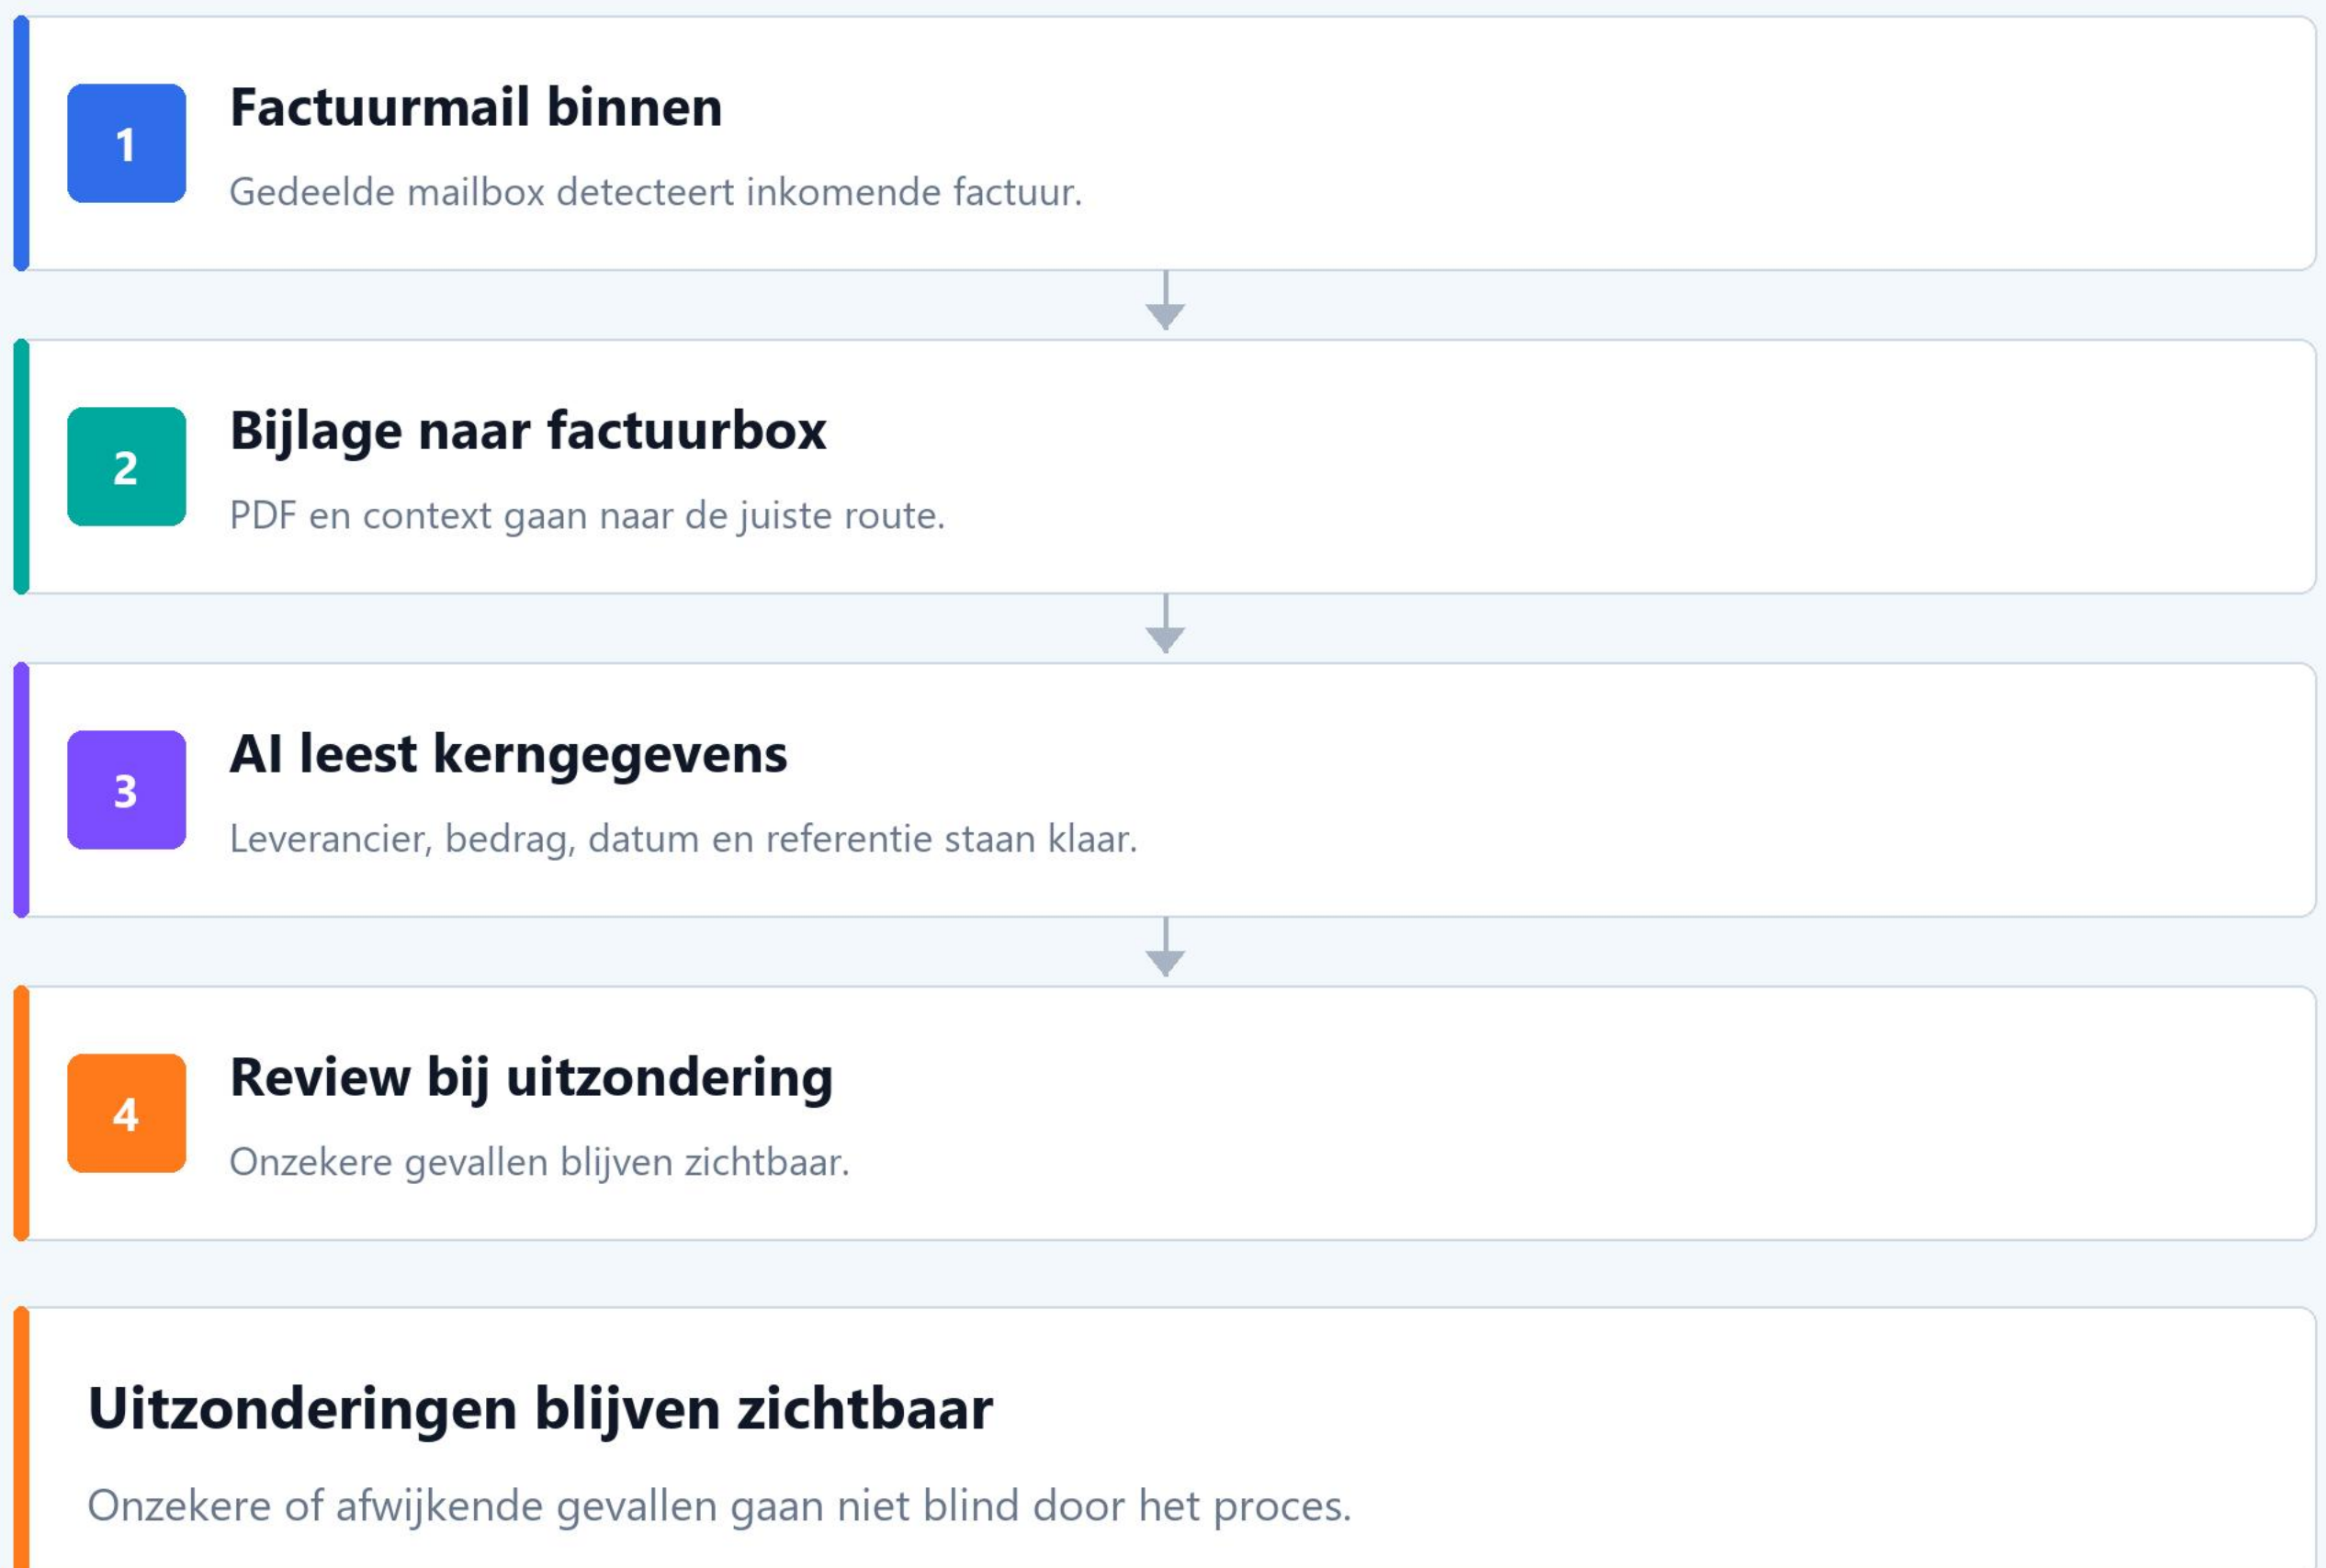 1
Factuurmail binnen
Gedeelde mailbox detecteert inkomende factuur.
2
Bijlage naar factuurbox
PDF en context gaan naar de juiste route.
3
AI leest kerngegevens
Leverancier, bedrag, datum en referentie staan klaar.
4
Review bij uitzondering
Onzekere gevallen blijven zichtbaar.
Uitzonderingen blijven zichtbaar
Onzekere of afwijkende gevallen gaan niet blind door het proces.